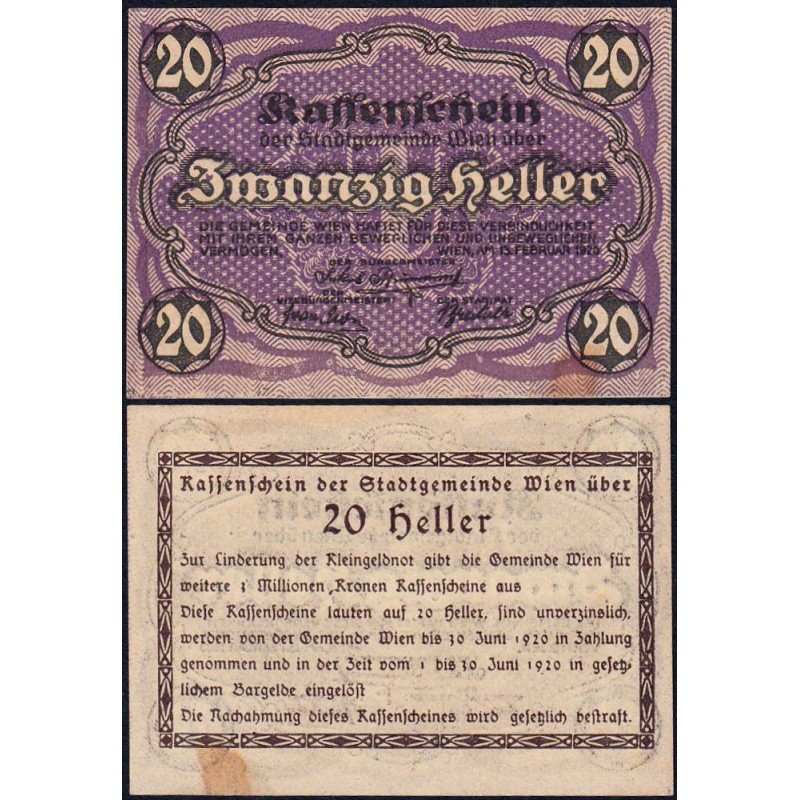 20 20
Kassenschein
der Stadtgemeinde Wien über
Zwanzig Heller
DIE GEMEINDE WIEN HAFTET FÜR DIESE VERBINDLICHKEIT
MIT IHREM GANZEN BEWEGLICHEN UND UNBEWEGLICHEN
VERMÖGEN. WIEN, AM 13. FEBRUAR 1920
DER BÜRGERMEISTER
DER
VIZEBÜRGERMEISTER DER STADTRAT
20 20
Kassenschein der Stadtgemeinde Wien über
20 Heller
Zur Linderung der Kleingeldnot gibt die Gemeinde Wien für
weitere 3 Millionen Kronen Kassenscheine aus
Diese Kassenscheine lauten auf 20 Heller, sind unverzinslich,
werden von der Gemeinde Wien bis 30 Juni 1920 in Zahlung
genommen und in der Zeit vom 1 bis 30 Juni 1920 in gesetz-
lichem Bargelde eingelöst
Die Nachahmung dieses Kassenscheines wird gesetzlich bestraft.